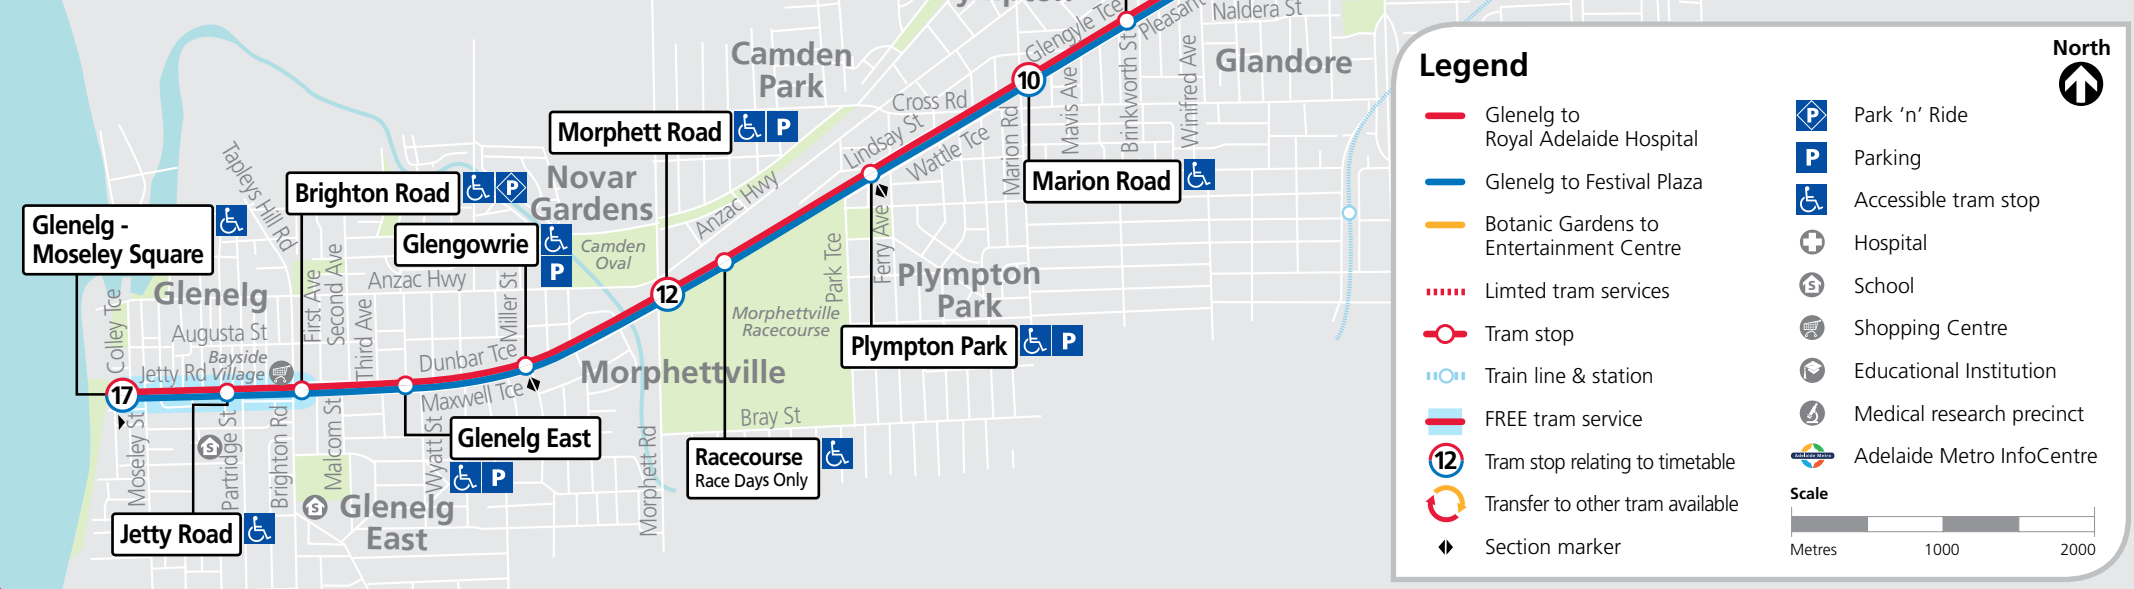 Glengyle Tce
Pleasant
Naldera St
Camden
Park
Glandore
Mavis Ave
Brinkworth St
Winifred Ave
10
Cross Rd
Lindsay St
Wattle Tce
Marion Rd
Marion Road
Morphett Road
P
Tapleys Hill Rd
Brighton Road
P
Novar
Gardens
Anzac Hwy
Glenelg -
Moseley Square
Glengowrie
P
Camden
Oval
First Ave
Second Ave
Third Ave
Anzac Hwy
Miller St
12
Park Tce
Ferry Ave
Plympton
Park
Morphettville
Racecourse
Plympton Park
P
Glenelg
Colley Tce
Augusta St
Bayside
Village
Jetty Rd
Dunbar Tce
Maxwell Tce
Morphettville
17
Moseley St
S
Partridge St
Brighton Rd
Malcom St
Wyatt St
Glenelg East
P
Morphett Rd
Bray St
Racecourse
Race Days Only
Jetty Road
S
Glenelg
East
Legend
North
Glenelg to
Royal Adelaide Hospital
Glenelg to Festival Plaza
Botanic Gardens to
Entertainment Centre
Limted tram services
Tram stop
Train line & station
FREE tram service
12
Tram stop relating to timetable
Transfer to other tram available
Section marker
P
Park ‘n’ Ride
P
Parking
Accessible tram stop
Hospital
S
School
Shopping Centre
Educational Institution
Medical research precinct
Adelaide Metro
Adelaide Metro InfoCentre
Scale
Metres
1000
2000